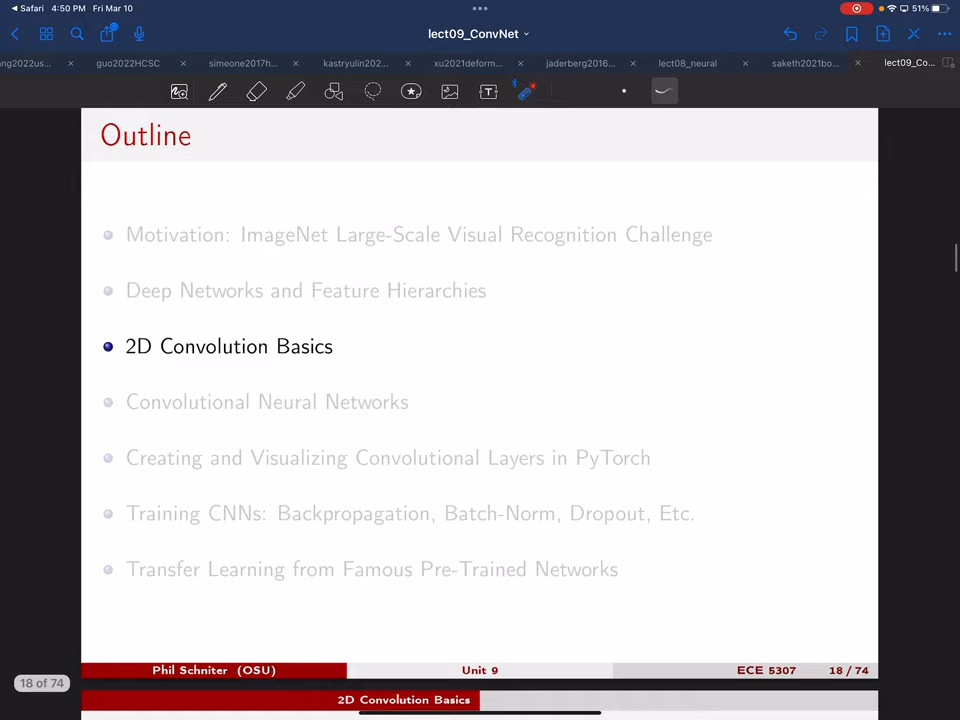 Safari 4:50 PM Fri Mar 10 51%
lect09_ConvNet
ang2022us... guo2022HCSC simeone2017h... kastryulin202... xu2021deform... jaderberg2016... lect08_neural saketh2021bo... lect09_Co...
Outline
Motivation: ImageNet Large-Scale Visual Recognition Challenge
Deep Networks and Feature Hierarchies
2D Convolution Basics
Convolutional Neural Networks
Creating and Visualizing Convolutional Layers in PyTorch
Training CNNs: Backpropagation, Batch-Norm, Dropout, Etc.
Transfer Learning from Famous Pre-Trained Networks
Phil Schniter (OSU) Unit 9 ECE 5307 18 / 74
18 of 74
2D Convolution Basics